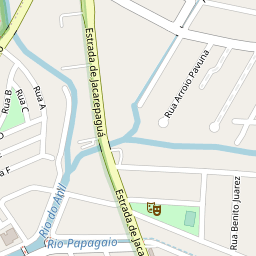 Estrada de Jacarepaguá
Rua B
Rua C
Rua A
Rua Arroio Pavuna
F
Estrada de Jaca
Rio do Anil
Rio Papagaio
Rua Benito Juarez